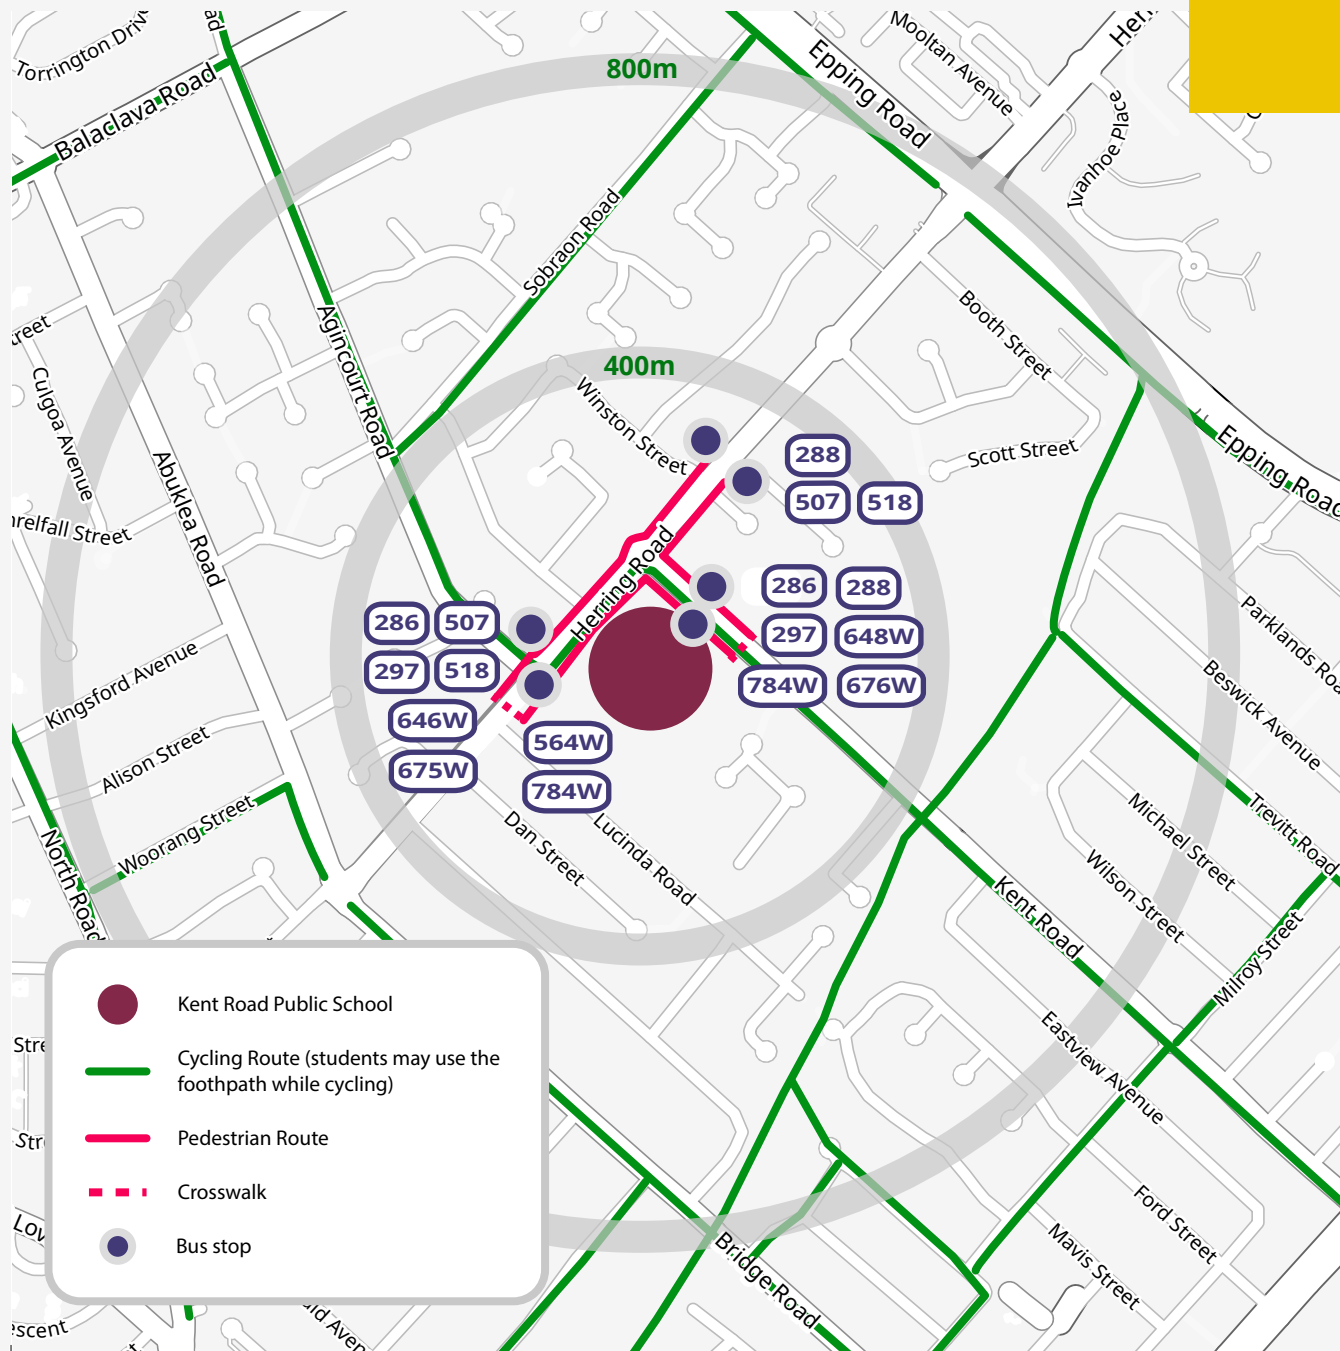 Torrington Drive
Balaclava Road
800m
Epping Road
Mooltan Avenue
Ivanhoe Place
Sobraon Road
Agincourt Road
Culgoa Avenue
Abuklea Road
400m
Winston Street
Booth Street
Scott Street
Epping Road
288
507 518
Herring Road
286 507
297 518
646W
675W
286 288
297 648W
784W 676W
564W
784W
Parklands
Beswick Avenue
Kingsford Avenue
Alison Street
Woorang Street
North Road
Dan Street
Lucinda Road
Kent Road
Trevitt Road
Michael Street
Wilson Street
Milroy Street
Eastview Avenue
Ford Street
Mavis Street
Bridge Road
Kent Road Public School
Cycling Route (students may use the
foothpath while cycling)
Pedestrian Route
Crosswalk
Bus stop